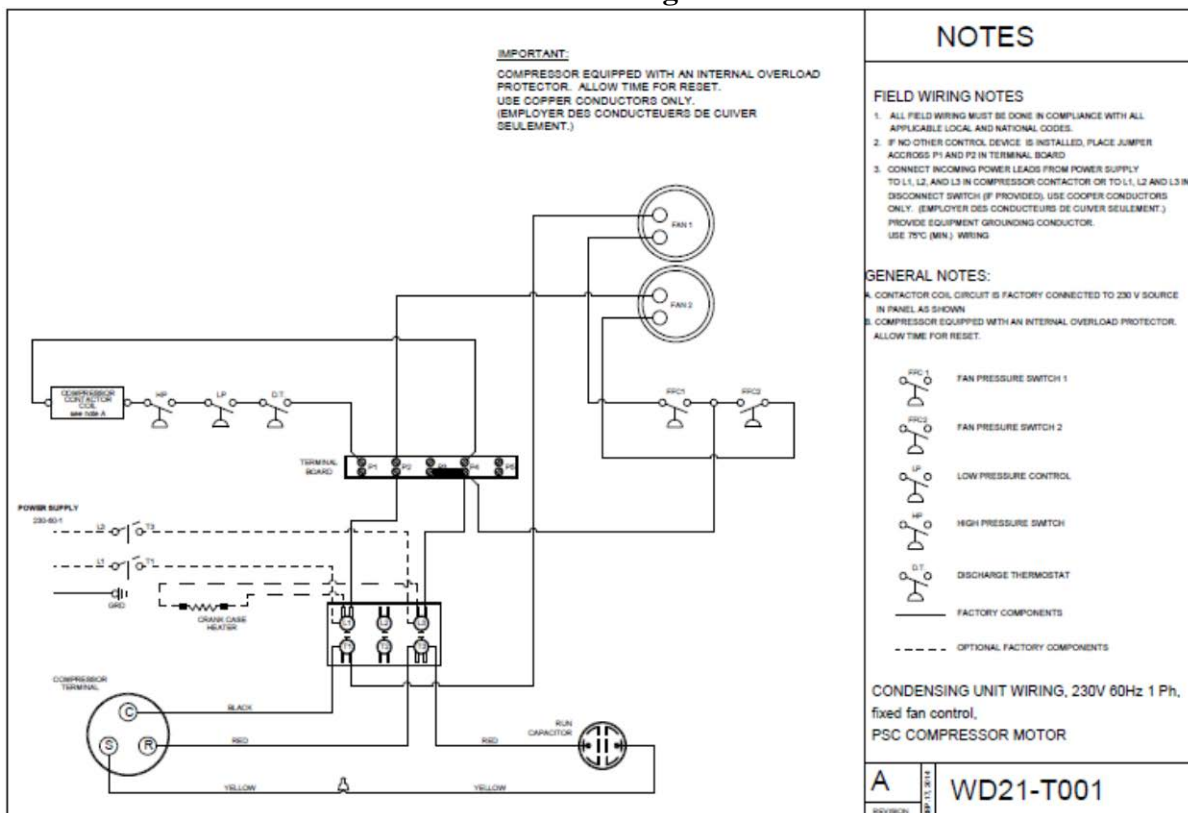 IMPORTANT:
COMPRESSOR EQUIPPED WITH AN INTERNAL OVERLOAD
PROTECTOR. ALLOW TIME FOR RESET.
USE COPPER CONDUCTORS ONLY.
(EMPLOYER DES CONDUCTEUERS DE CUIVER
SEULEMENT.)
FAN 1
FAN 2
COMPRESSOR
CONTACTOR
COIL
see note A
HP
LP
D.T.
FFC1
FFC2
TERMINAL
BOARD
P1
P2
P3
P4
P5
POWER SUPPLY
230-60-1
L3
T3
L1
T1
GRD
CRANK CASE
HEATER
L1
L2
L3
T1
T2
T3
COMPRESSOR
TERMINAL
C
S
R
BLACK
RED
RED
RUN
CAPACITOR
YELLOW
YELLOW
NOTES
FIELD WIRING NOTES
1. ALL FIELD WIRING MUST BE DONE IN COMPLIANCE WITH ALL
APPLICABLE LOCAL AND NATIONAL CODES.
2. IF NO OTHER CONTROL DEVICE IS INSTALLED, PLACE JUMPER
ACCROSS P1 AND P2 IN TERMINAL BOARD
3. CONNECT INCOMING POWER LEADS FROM POWER SUPPLY
TO L1, L2, AND L3 IN COMPRESSOR CONTACTOR OR TO L1, L2 AND L3 IN
DISCONNECT SWITCH (IF PROVIDED). USE COOPER CONDUCTORS
ONLY. (EMPLOYER DES CONDUCTEURS DE CUIVER SEULEMENT.)
PROVIDE EQUIPMENT GROUNDING CONDUCTOR.
USE 75°C (MIN.) WIRING
GENERAL NOTES:
A. CONTACTOR COIL CIRCUIT IS FACTORY CONNECTED TO 230 V SOURCE
IN PANEL AS SHOWN
B. COMPRESSOR EQUIPPED WITH AN INTERNAL OVERLOAD PROTECTOR.
ALLOW TIME FOR RESET.
FFC 1
FAN PRESSURE SWITCH 1
FFC2
FAN PRESURE SWITCH 2
LP
LOW PRESSURE CONTROL
HP
HIGH PRESSURE SWITCH
D.T.
DISCHARGE THERMOSTAT
FACTORY COMPONENTS
OPTIONAL FACTORY COMPONENTS
CONDENSING UNIT WIRING, 230V 60Hz 1 Ph,
fixed fan control,
PSC COMPRESSOR MOTOR
A
REVISION
17, 2014
WD21-T001